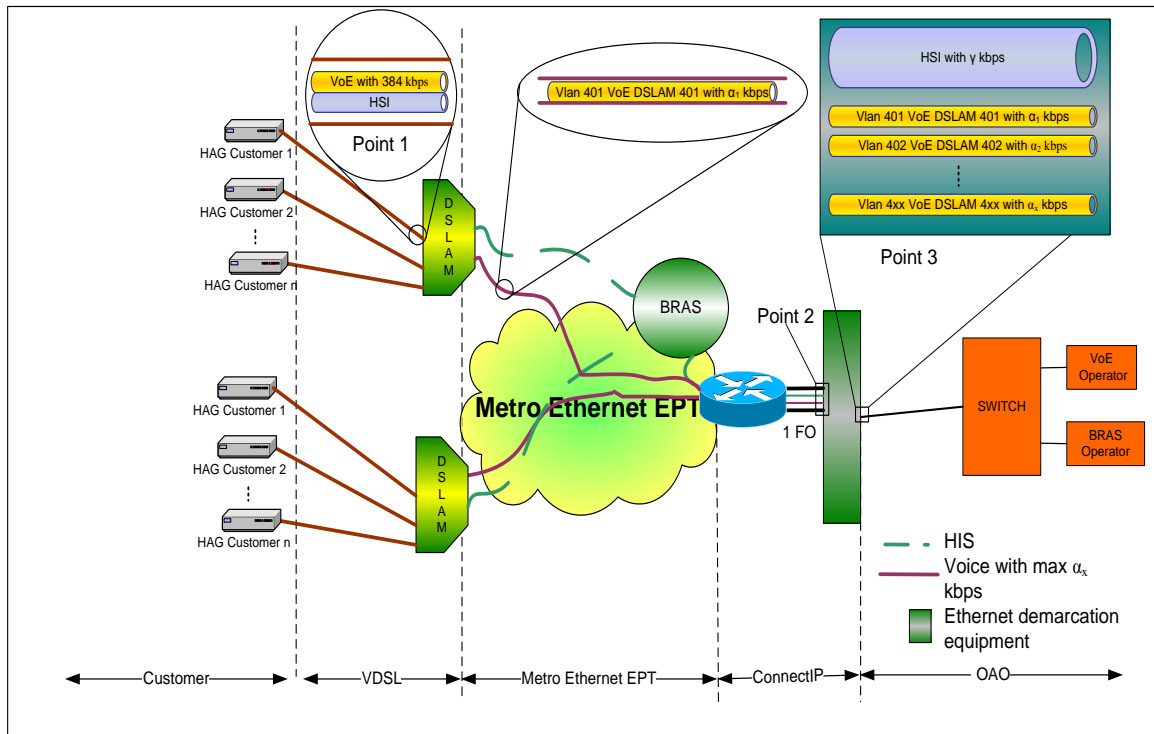 VoE with 384 kbps
HSI
Point 1
Vlan 401 VoE DSLAM 401 with α₁ kbps
HSI with γ kbps
Vlan 401 VoE DSLAM 401 with α₁ kbps
Vlan 402 VoE DSLAM 402 with α₂ kbps
Vlan 4xx VoE DSLAM 4xx with αₓ kbps
Point 3
HAG Customer 1
HAG Customer 2
HAG Customer n
DSLAM
BRAS
Point 2
Metro Ethernet EPT
1 FO
SWITCH
VoE
Operator
BRAS
Operator
HAG Customer 1
HAG Customer 2
HAG Customer n
DSLAM
HIS
Voice with max αₓ
kbps
Ethernet demarcation
equipment
Customer
VDSL
Metro Ethernet EPT
ConnectIP
OAO